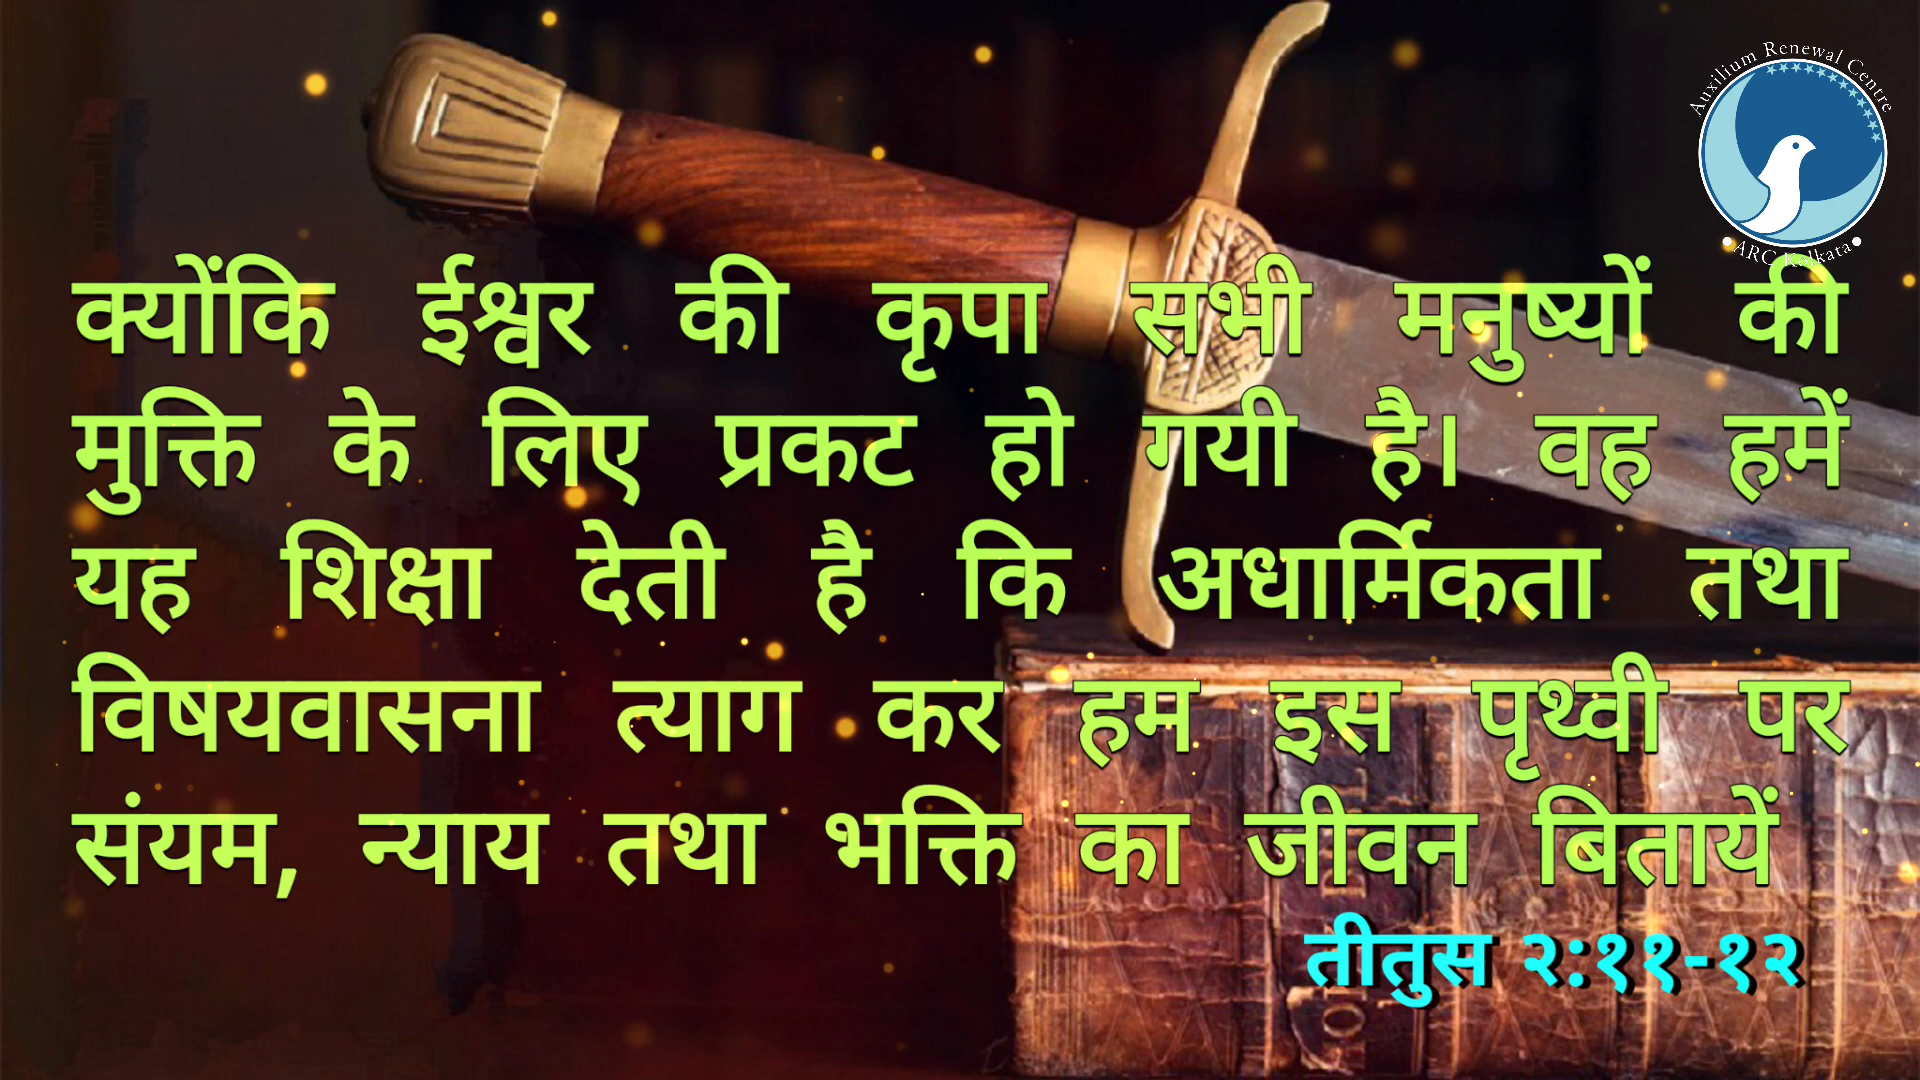 Auxilium Renewal Centre
ARC Kolkata
क्योंकि ईश्वर की कृपा सभी मनुष्यों की
मुक्ति के लिए प्रकट हो गयी है। वह हमें
यह शिक्षा देती है कि अधार्मिकता तथा
विषयवासना त्याग कर हम इस पृथ्वी पर
संयम, न्याय तथा भक्ति का जीवन बितायें
तीतुस २:११-१२